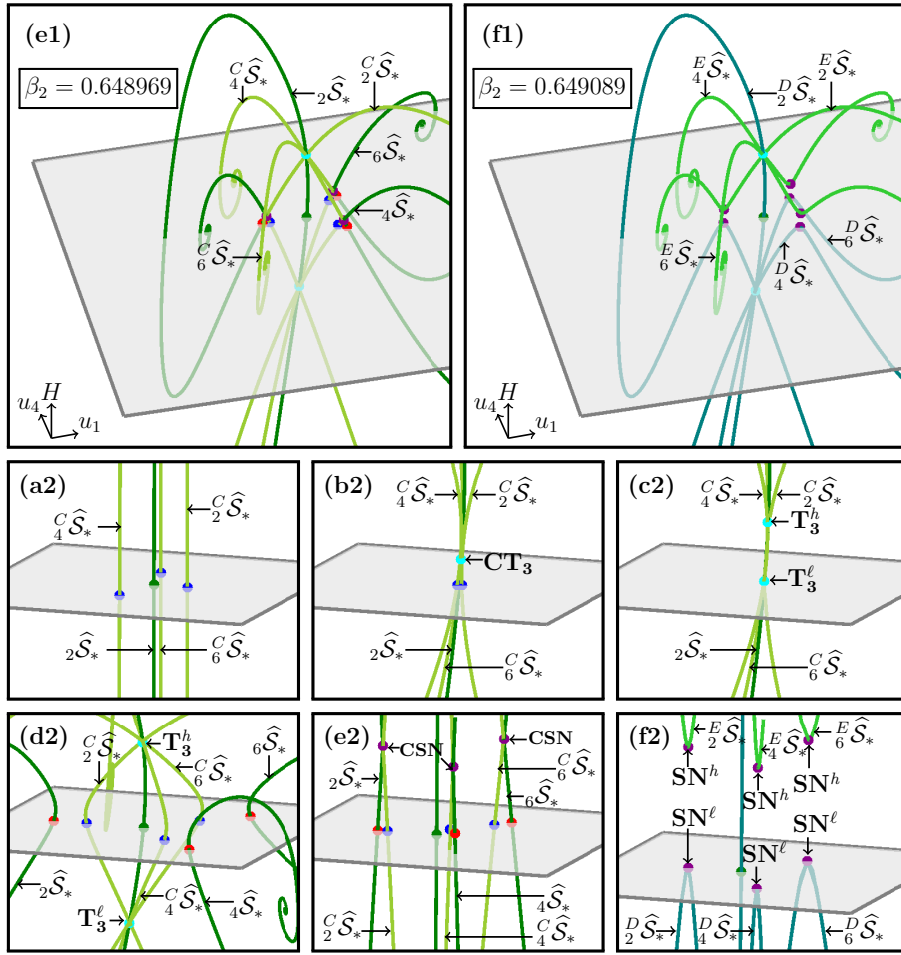 (e1)
β₂ = 0.648969
ᶜ₄Ŝ∗
₂Ŝ∗
ᶜ₂Ŝ∗
₆Ŝ∗
₄Ŝ∗
ᶜ₆Ŝ∗
u₄ H u₁
(f1)
β₂ = 0.649089
ᴱ₄Ŝ∗
ᴰ₂Ŝ∗
ᴱ₂Ŝ∗
ᴰ₆Ŝ∗
ᴰ₄Ŝ∗
ᴱ₆Ŝ∗
u₄ H u₁
(a2)
ᶜ₄Ŝ∗
ᶜ₂Ŝ∗
₂Ŝ∗
ᶜ₆Ŝ∗
(b2)
ᶜ₄Ŝ∗
ᶜ₂Ŝ∗
CT₃
₂Ŝ∗
ᶜ₆Ŝ∗
(c2)
ᶜ₄Ŝ∗
ᶜ₂Ŝ∗
T₃ʰ
T₃ˡ
₂Ŝ∗
ᶜ₆Ŝ∗
(d2)
ᶜ₂Ŝ∗
T₃ʰ
ᶜ₆Ŝ∗
₆Ŝ∗
₂Ŝ∗
T₃ˡ
ᶜ₄Ŝ∗
₄Ŝ∗
(e2)
CSN
CSN
₂Ŝ∗
ᶜ₆Ŝ∗
₆Ŝ∗
₄Ŝ∗
ᶜ₂Ŝ∗
ᶜ₄Ŝ∗
(f2)
ᴱ₂Ŝ∗
ᴱ₄Ŝ∗
ᴱ₆Ŝ∗
SNʰ
SNʰ
SNʰ
SNˡ
SNˡ
SNˡ
ᴰ₂Ŝ∗
ᴰ₄Ŝ∗
ᴰ₆Ŝ∗